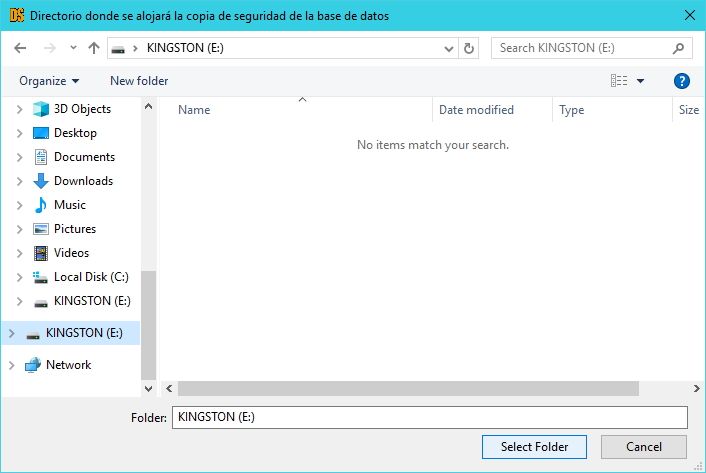 DS Directorio donde se alojará la copia de seguridad de la base de datos
KINGSTON (E:) Search KINGSTON (E:)
Organize New folder ?
Name Date modified Type Size
No items match your search.
3D Objects
Desktop
Documents
Downloads
Music
Pictures
Videos
Local Disk (C:)
KINGSTON (E:)
KINGSTON (E:)
Network
Folder: KINGSTON (E:)
Select Folder Cancel